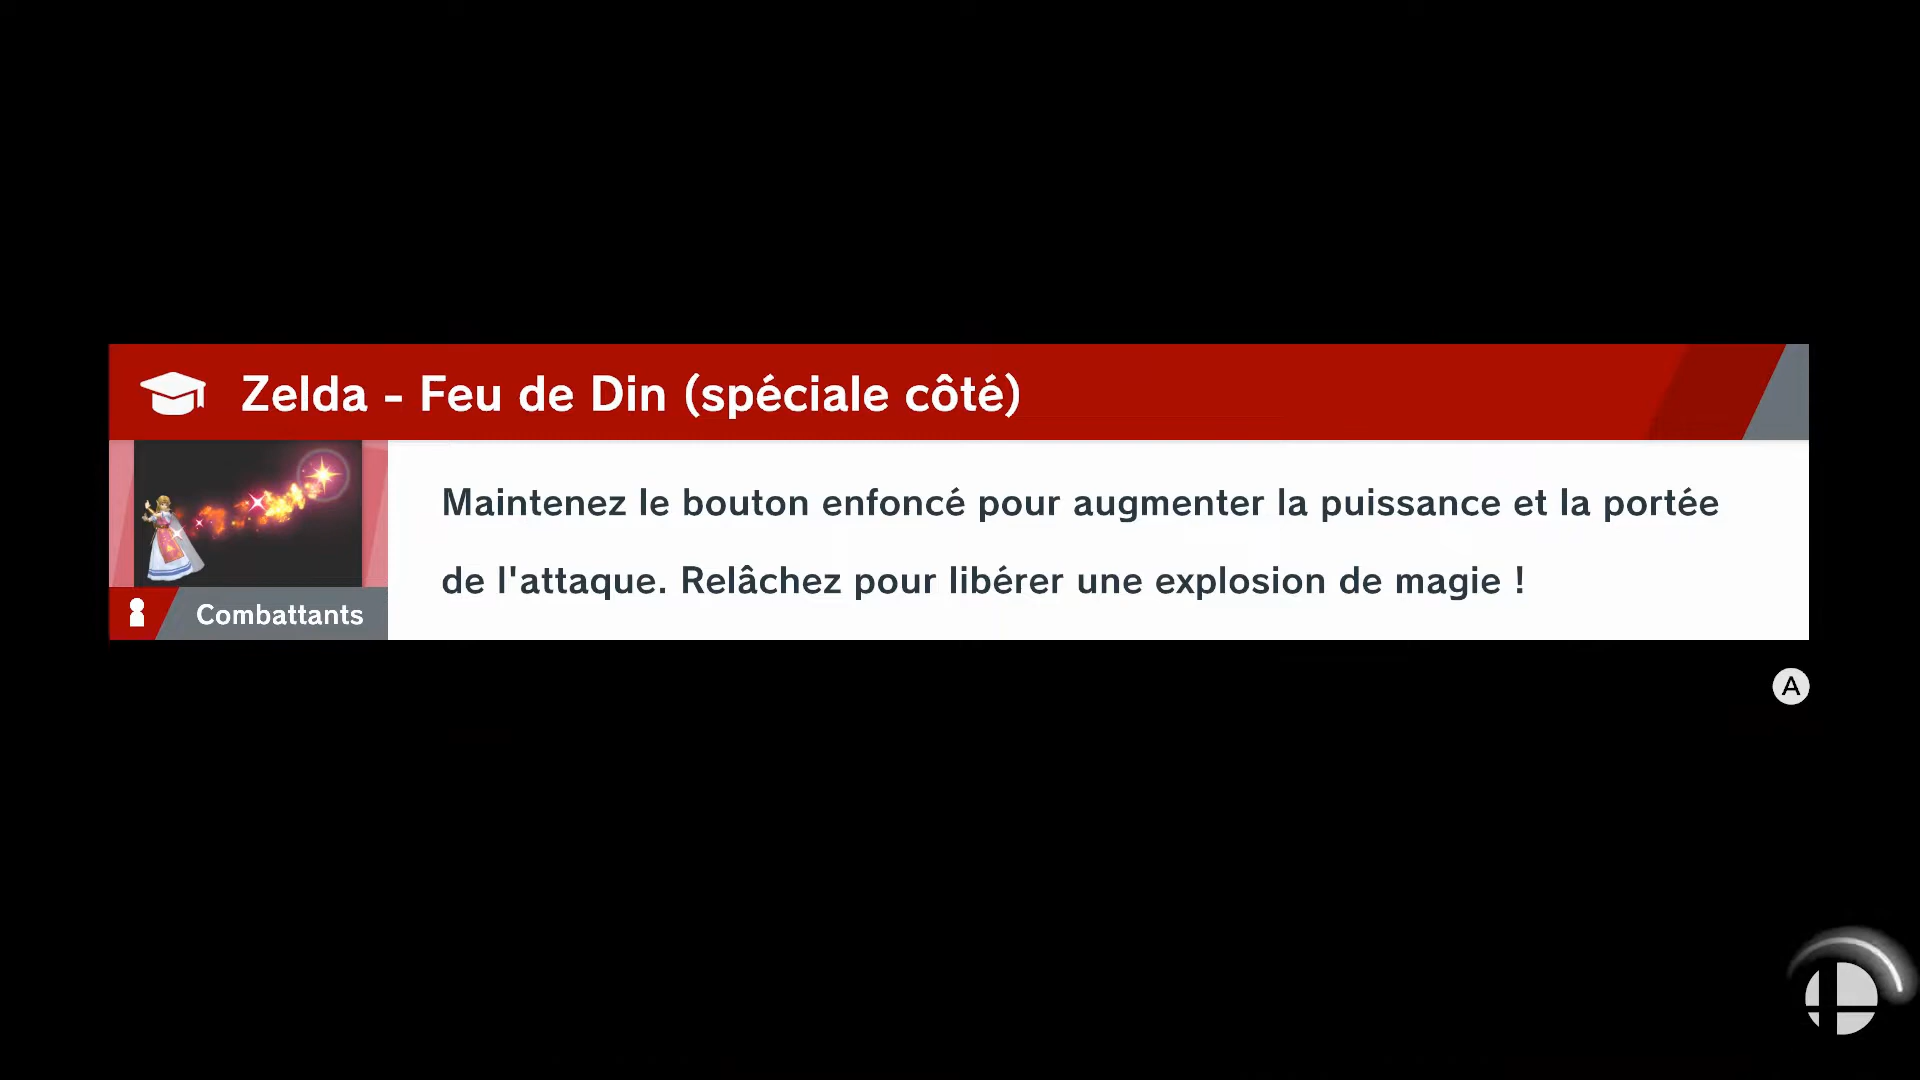 Zelda - Feu de Din (spéciale côté)
Maintenez le bouton enfoncé pour augmenter la puissance et la portée
de l'attaque. Relâchez pour libérer une explosion de magie !
Combattants
A